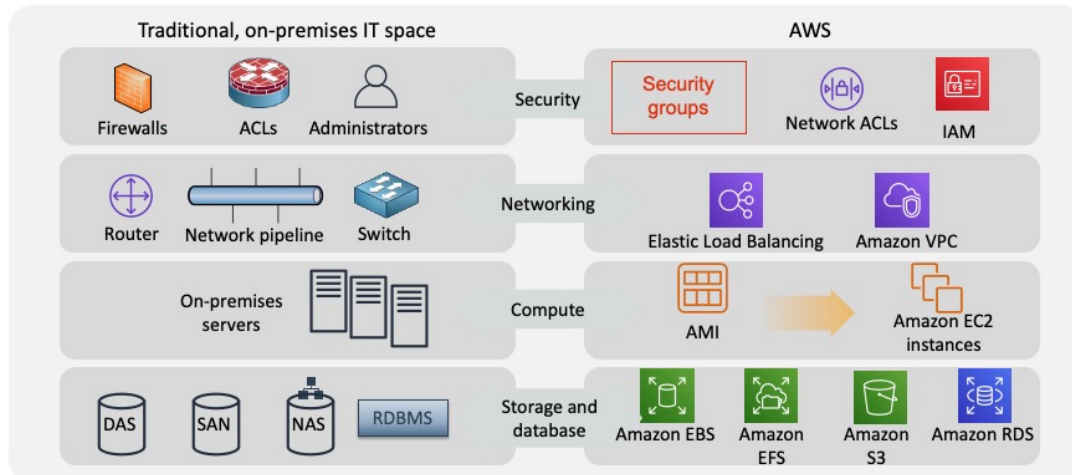 Traditional, on-premises IT space
AWS
Firewalls
ACLs
Administrators
Security
Security
groups
Network ACLs
IAM
Router
Network pipeline
Switch
Networking
Elastic Load Balancing
Amazon VPC
On-premises
servers
Compute
AMI
Amazon EC2
instances
DAS
SAN
NAS
RDBMS
Storage and
database
Amazon EBS
Amazon
EFS
Amazon
S3
Amazon RDS